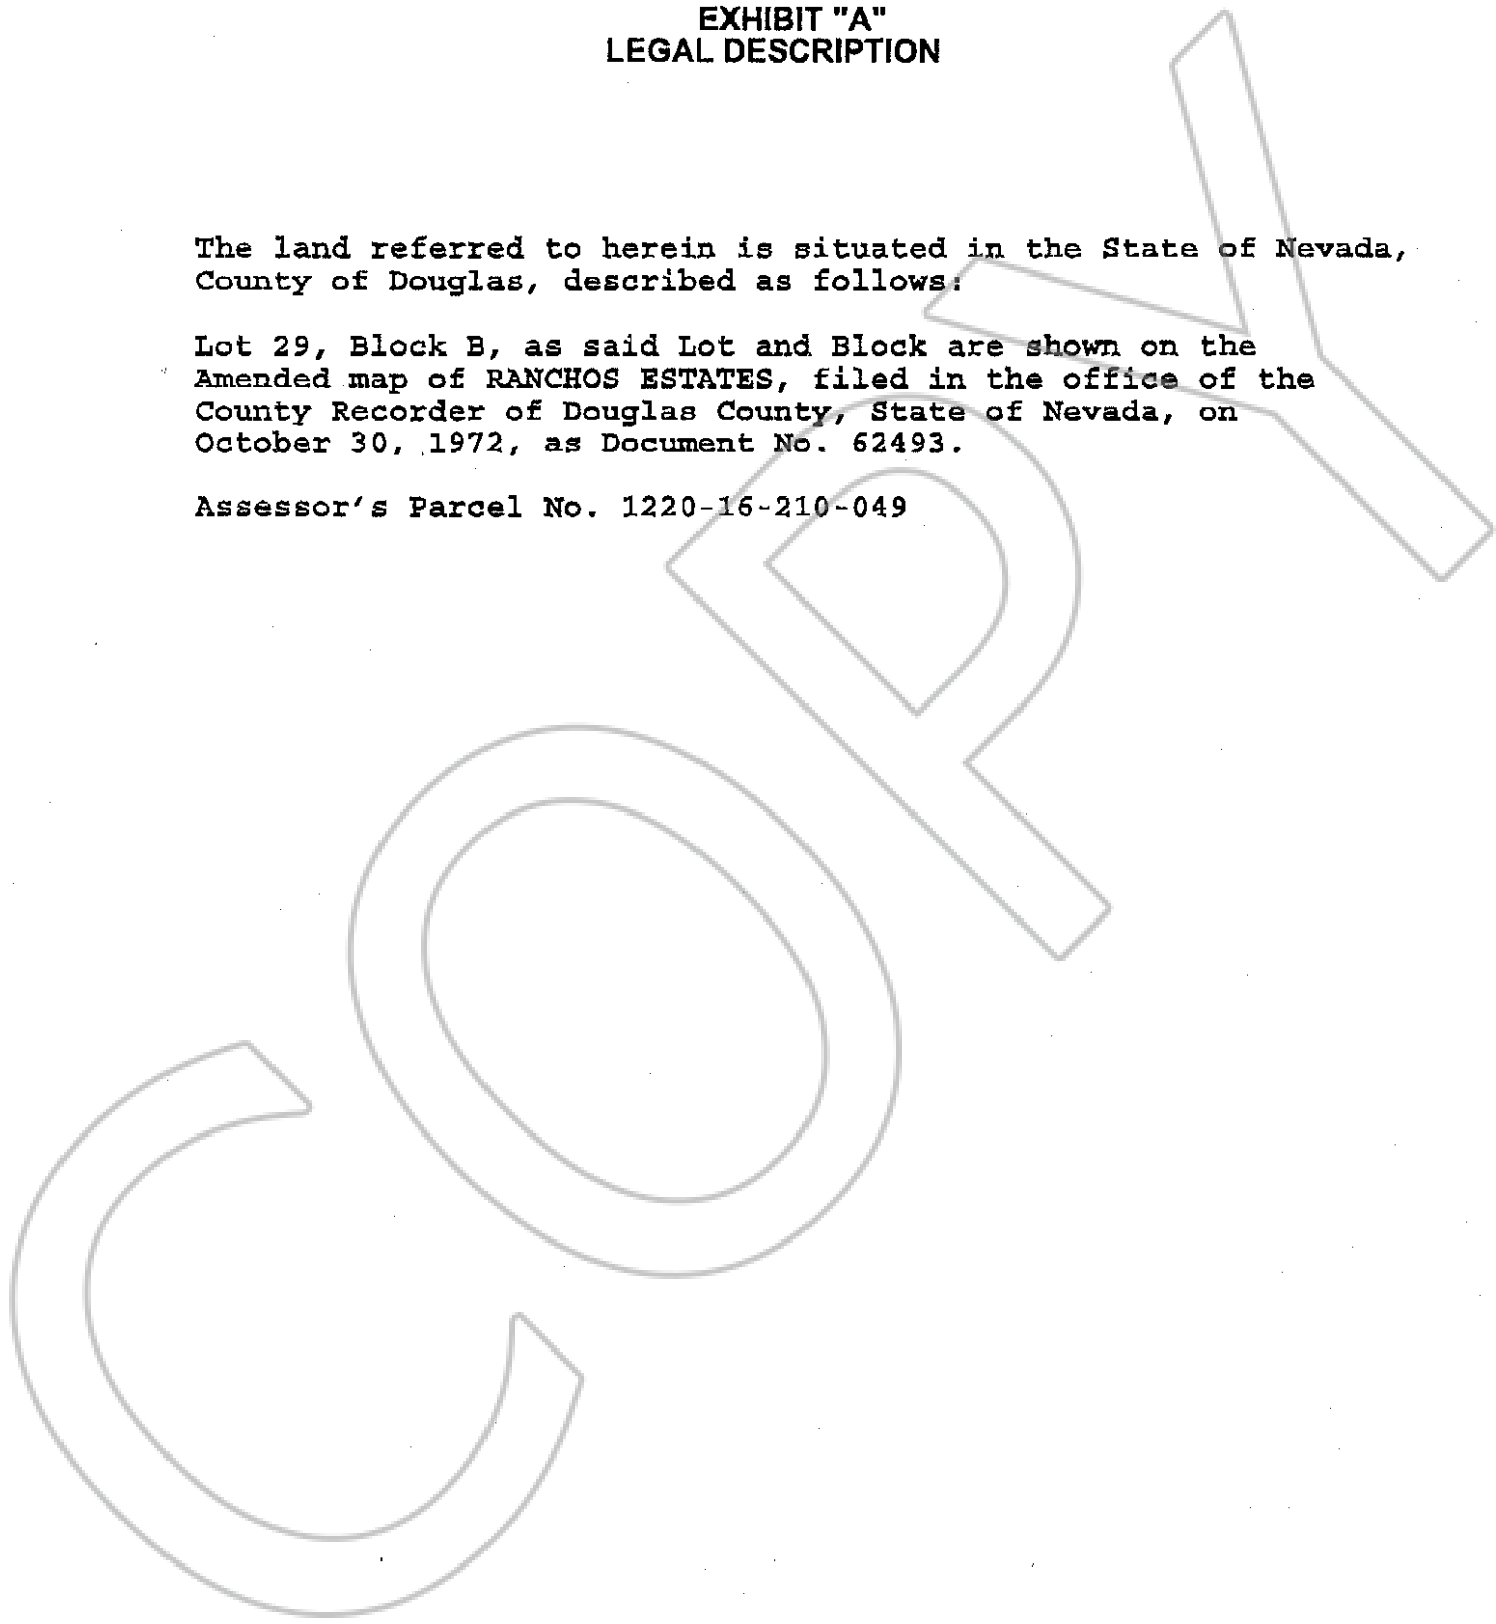 EXHIBIT "A"
LEGAL DESCRIPTION
The land referred to herein is situated in the State of Nevada,
County of Douglas, described as follows:
Lot 29, Block B, as said Lot and Block are shown on the
Amended map of RANCHOS ESTATES, filed in the office of the
County Recorder of Douglas County, State of Nevada, on
October 30, 1972, as Document No. 62493.
Assessor's Parcel No. 1220-16-210-049
COPY